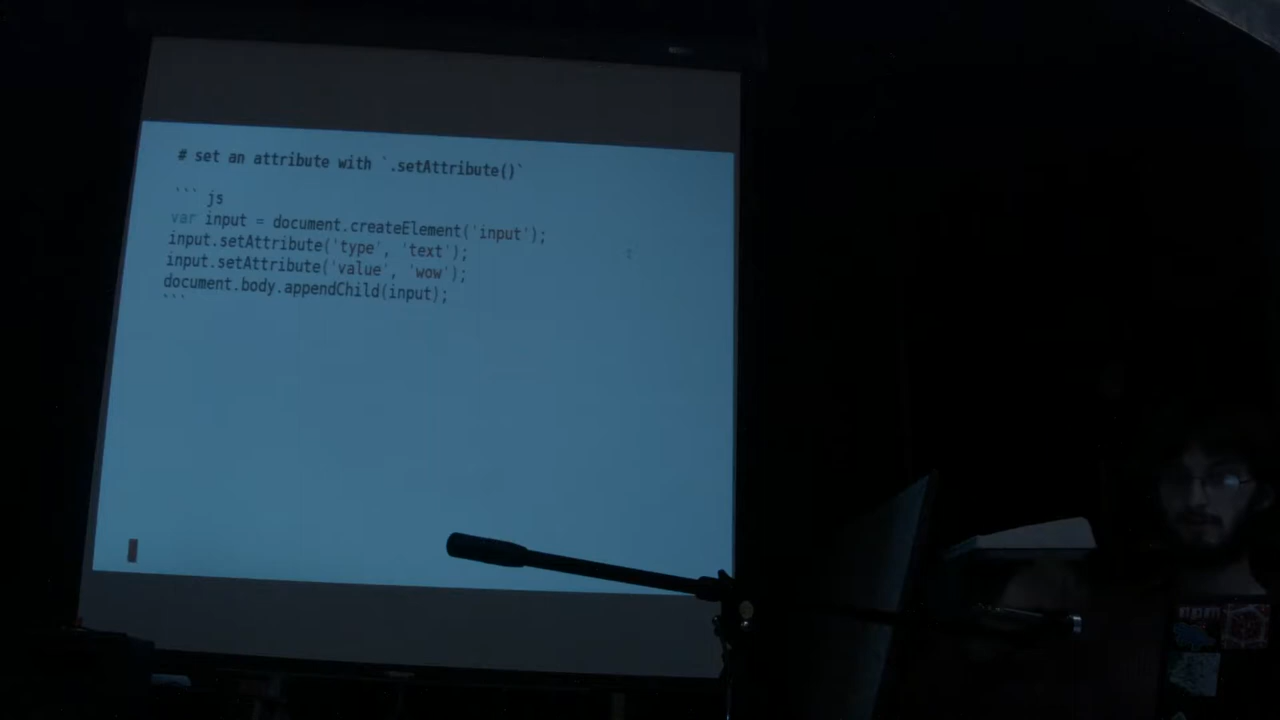 # set an attribute with `.setAttribute()`
``` js
var input = document.createElement('input');
input.setAttribute('type', 'text');
input.setAttribute('value', 'wow');
document.body.appendChild(input);
```